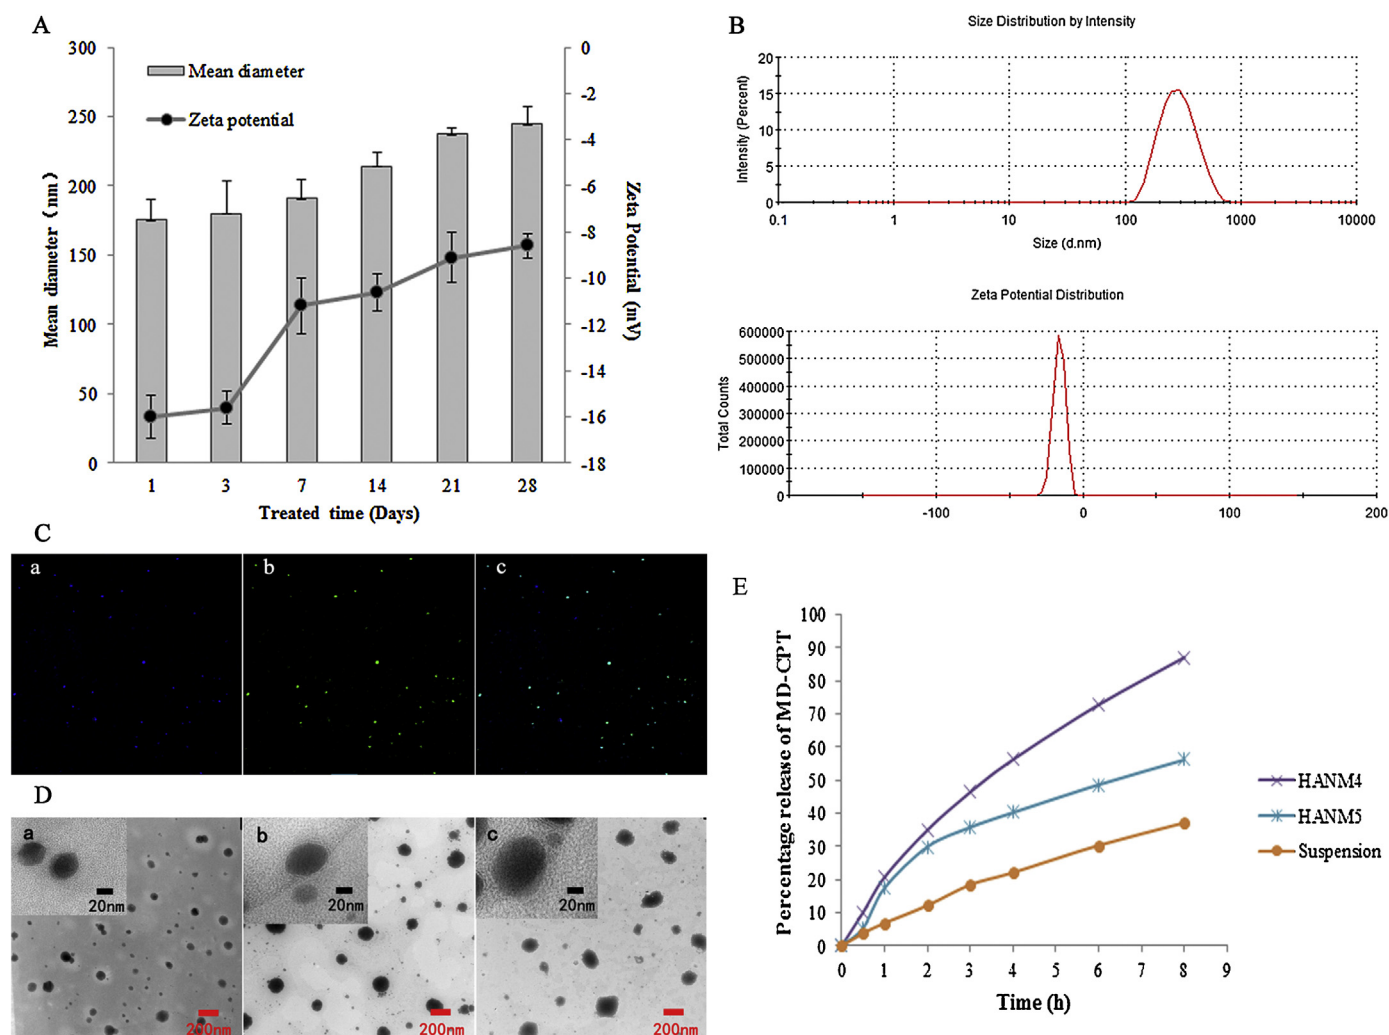 A
300
250
200
150
100
50
0
Mean diameter ( nm )
Mean diameter
Zeta potential
0
-2
-4
-6
-8
-10
-12
-14
-16
-18
Zeta Potential (mV)
1 3 7 14 21 28
Treated time (Days)
B
Size Distribution by Intensity
Intensity (Percent)
20
15
10
5
0
0.1 1 10 100 1000 10000
Size (d.nm)
Zeta Potential Distribution
Total Counts
600000
500000
400000
300000
200000
100000
0
-100 0 100 200
C
a b c
D
a
20nm
200nm
b
20nm
200nm
c
20nm
200nm
E
Percentage release of MD-CPT
100
90
80
70
60
50
40
30
20
10
0
0 1 2 3 4 5 6 7 8 9
Time (h)
HANM4
HANM5
Suspension